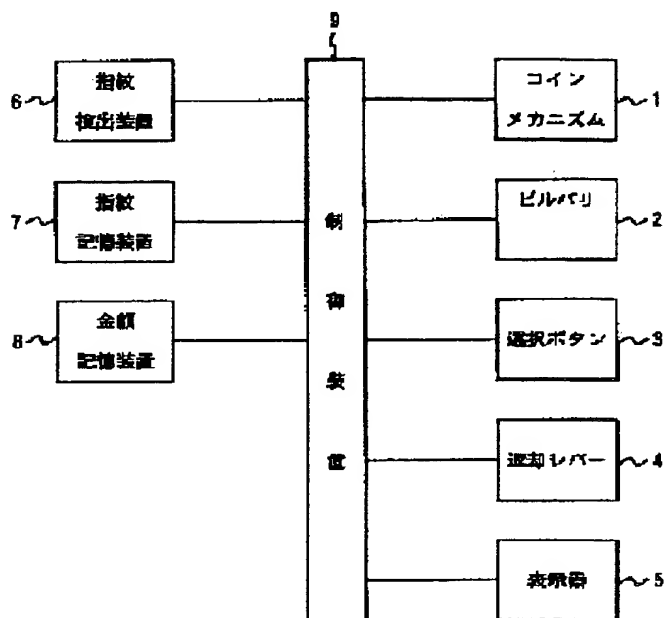 9
指紋
検出装置
6
指紋
記憶装置
7
金額
記憶装置
8
制御装置
コイン
メカニズム
1
ビルバリ
2
選択ボタン
3
返却レバー
4
表示器
5